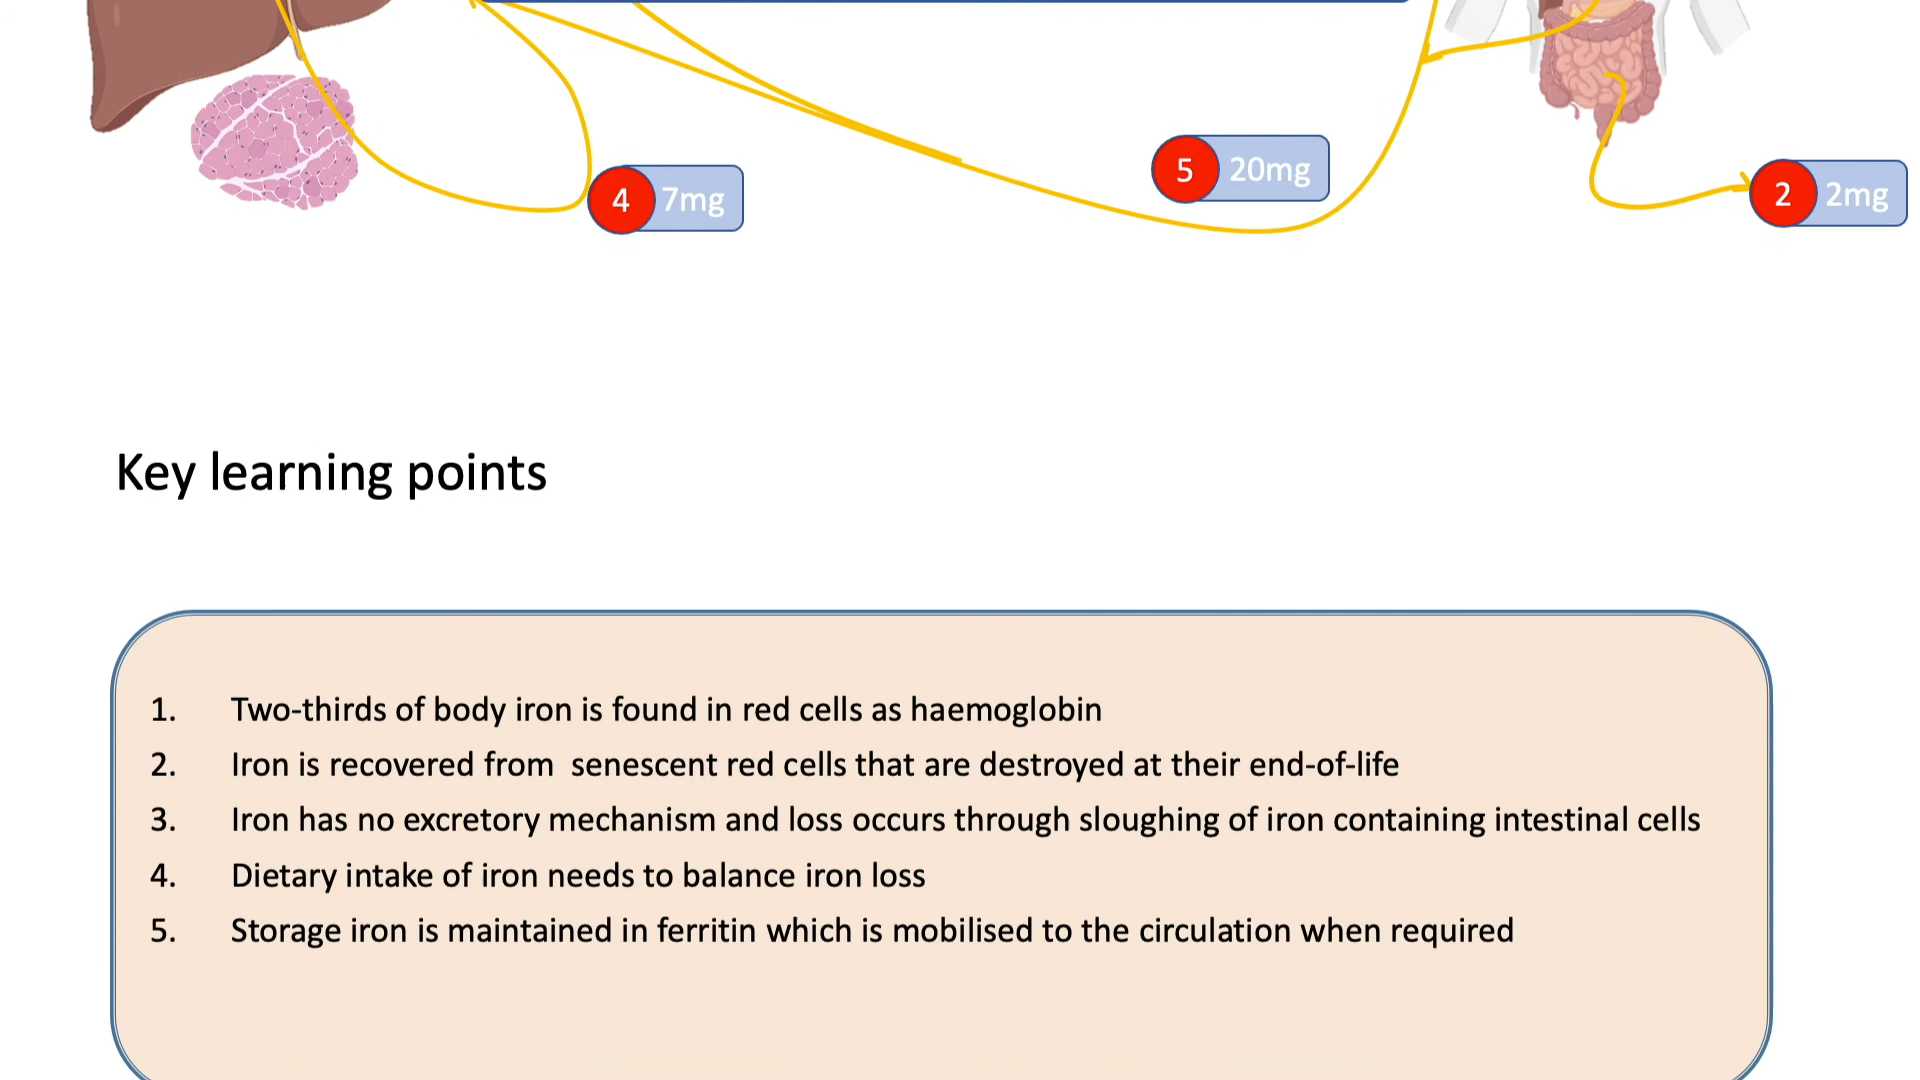 5 20mg
4 7mg
2 2mg
Key learning points
1. Two-thirds of body iron is found in red cells as haemoglobin
2. Iron is recovered from  senescent red cells that are destroyed at their end-of-life
3. Iron has no excretory mechanism and loss occurs through sloughing of iron containing intestinal cells
4. Dietary intake of iron needs to balance iron loss
5. Storage iron is maintained in ferritin which is mobilised to the circulation when required